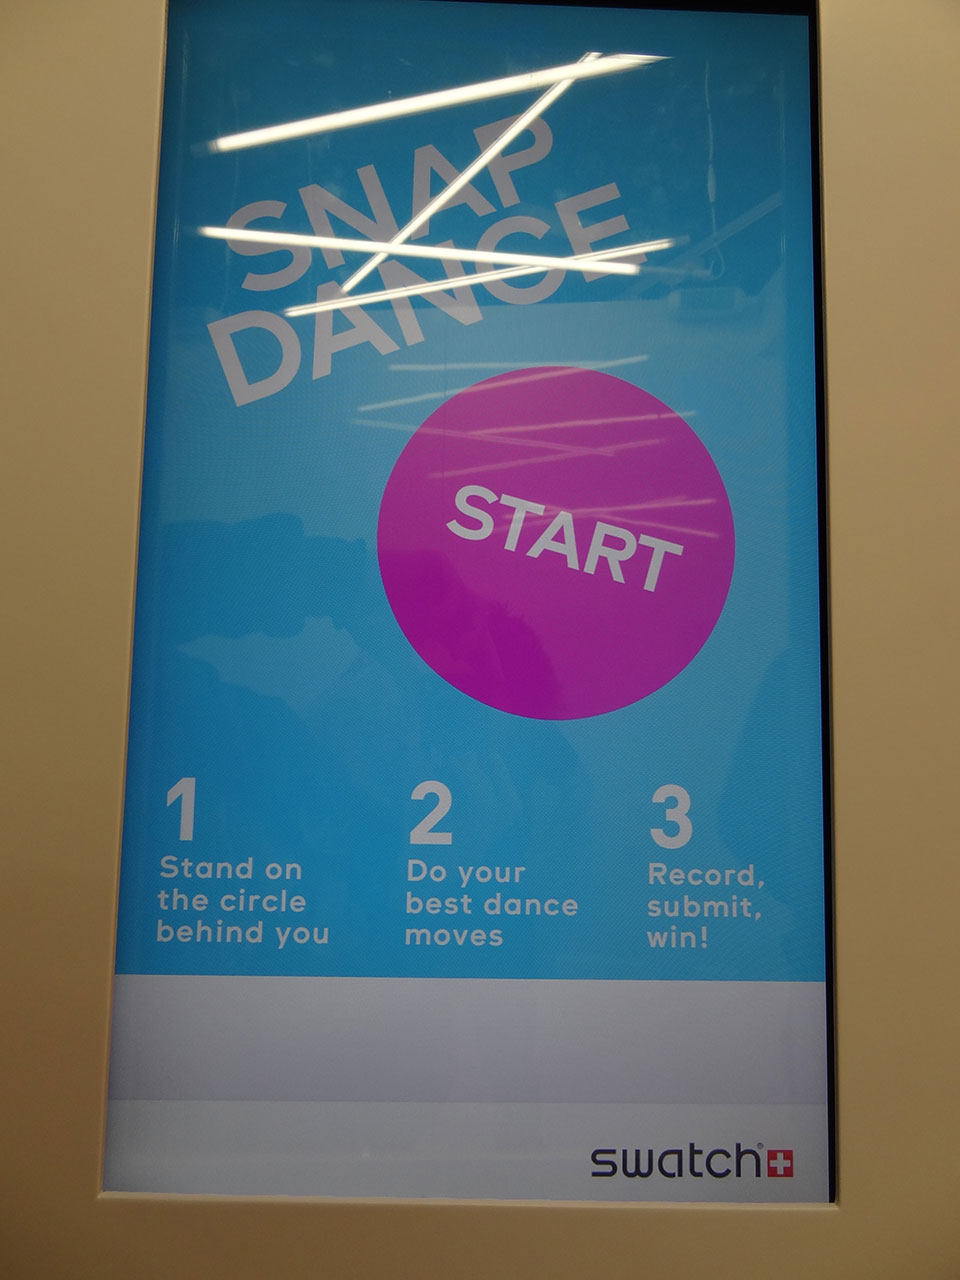 SNAP
DANCE
START
1
Stand on
the circle
behind you
2
Do your
best dance
moves
3
Record,
submit,
win!
swatch®